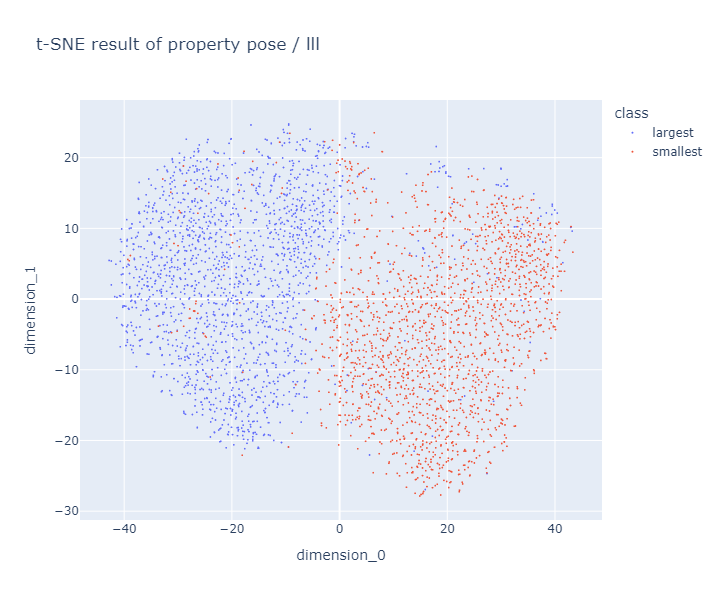 t-SNE result of property pose / lll
class
largest
smallest
dimension_1
20
10
0
−10
−20
−30
−40
−20
0
20
40
dimension_0